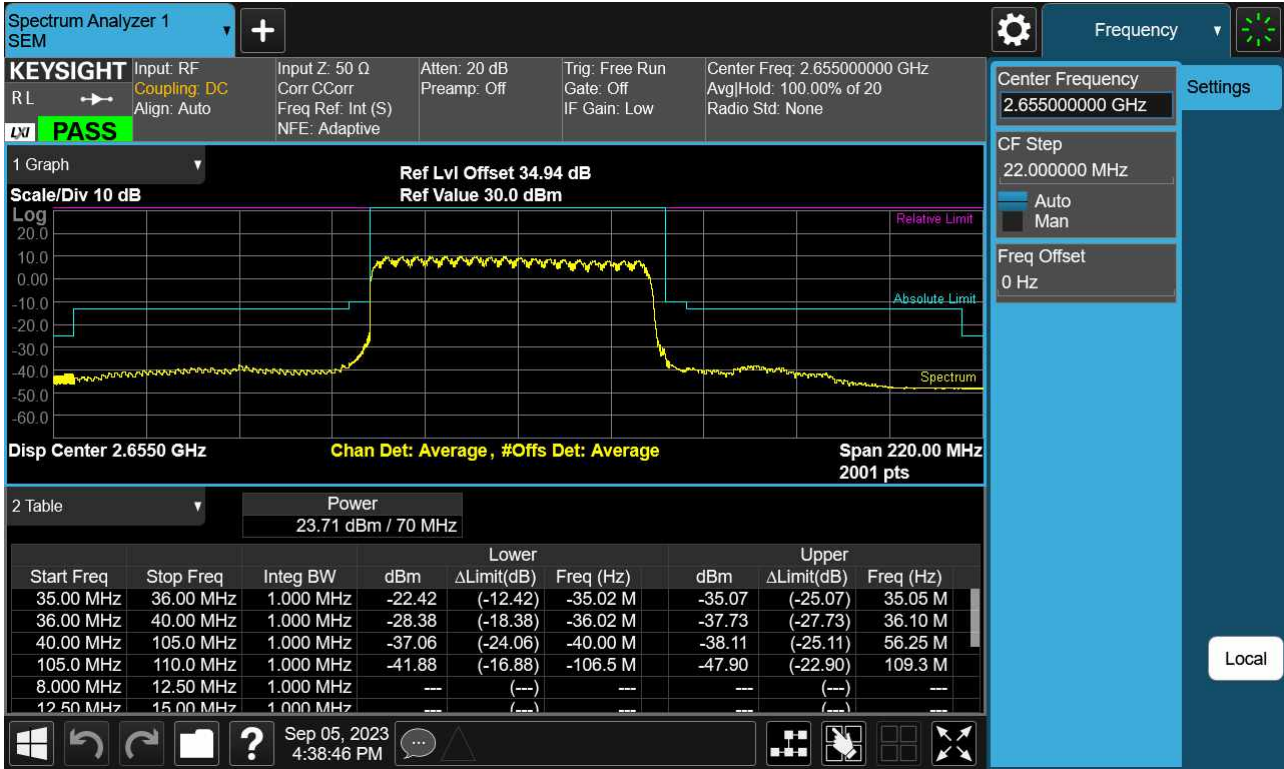 Spectrum Analyzer 1
SEM
Frequency
KEYSIGHT
R L
LXI
PASS
Input: RF
Coupling: DC
Align: Auto
Input Z: 50 Ω
Corr CCorr
Freq Ref: Int (S)
NFE: Adaptive
Atten: 20 dB
Preamp: Off
Trig: Free Run
Gate: Off
IF Gain: Low
Center Freq: 2.655000000 GHz
Avg|Hold: 100.00% of 20
Radio Std: None
Center Frequency
2.655000000 GHz
Settings
CF Step
22.000000 MHz
Auto
Man
Freq Offset
0 Hz
Local
1 Graph
Ref Lvl Offset 34.94 dB
Scale/Div 10 dB
Ref Value 30.0 dBm
Log
20.0
10.0
0.00
-10.0
-20.0
-30.0
-40.0
-50.0
-60.0
Relative Limit
Absolute Limit
Spectrum
Disp Center 2.6550 GHz
Chan Det: Average , #Offs Det: Average
Span 220.00 MHz
2001 pts
2 Table
Power
23.71 dBm / 70 MHz
Lower Upper
Start Freq Stop Freq Integ BW dBm ΔLimit(dB) Freq (Hz) dBm ΔLimit(dB) Freq (Hz)
35.00 MHz 36.00 MHz 1.000 MHz -22.42 (-12.42) -35.02 M -35.07 (-25.07) 35.05 M
36.00 MHz 40.00 MHz 1.000 MHz -28.38 (-18.38) -36.02 M -37.73 (-27.73) 36.10 M
40.00 MHz 105.0 MHz 1.000 MHz -37.06 (-24.06) -40.00 M -38.11 (-25.11) 56.25 M
105.0 MHz 110.0 MHz 1.000 MHz -41.88 (-16.88) -106.5 M -47.90 (-22.90) 109.3 M
8.000 MHz 12.50 MHz 1.000 MHz --- (---) --- --- (---) ---
12.50 MHz 15.00 MHz 1.000 MHz --- (---) --- --- (---) ---
Sep 05, 2023
4:38:46 PM